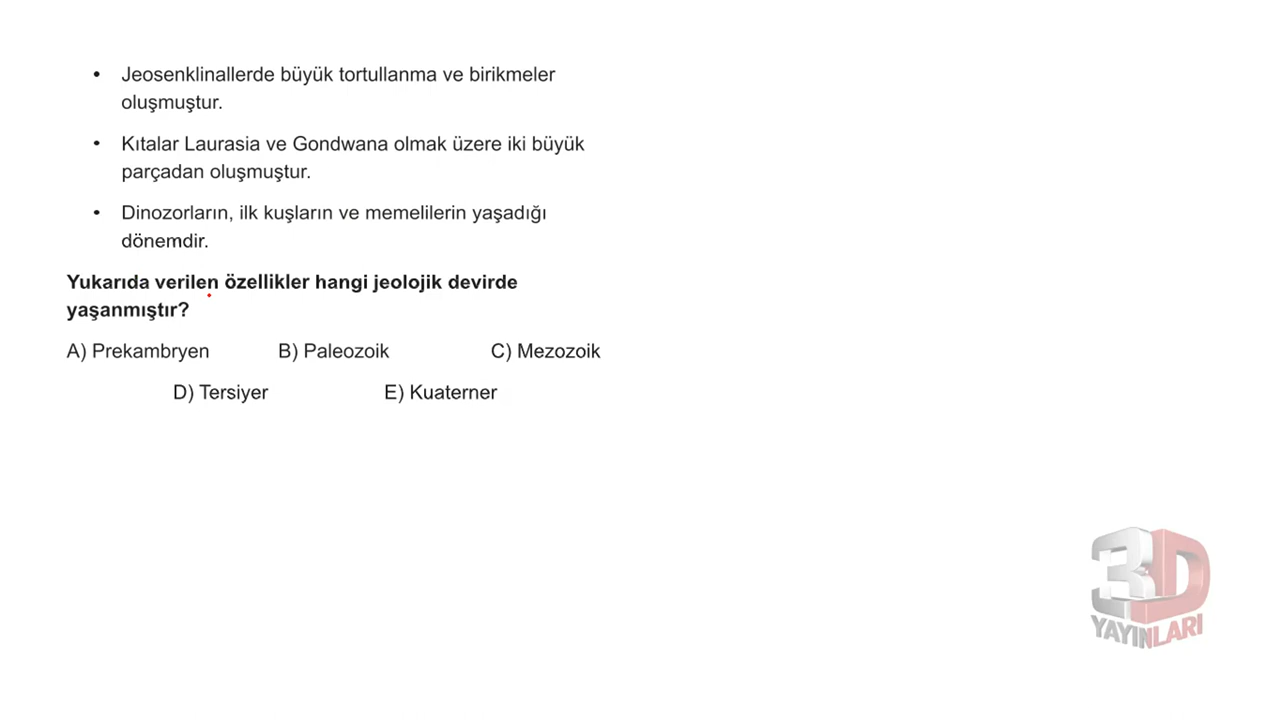 • Jeosenklinallerde büyük tortullanma ve birikmeler
oluşmuştur.
• Kıtalar Laurasia ve Gondwana olmak üzere iki büyük
parçadan oluşmuştur.
• Dinozorların, ilk kuşların ve memelilerin yaşadığı
dönemdir.
Yukarıda verilen özellikler hangi jeolojik devirde
yaşanmıştır?
A) Prekambryen B) Paleozoik C) Mezozoik
D) Tersiyer E) Kuaterner
3D
YAYINLARI